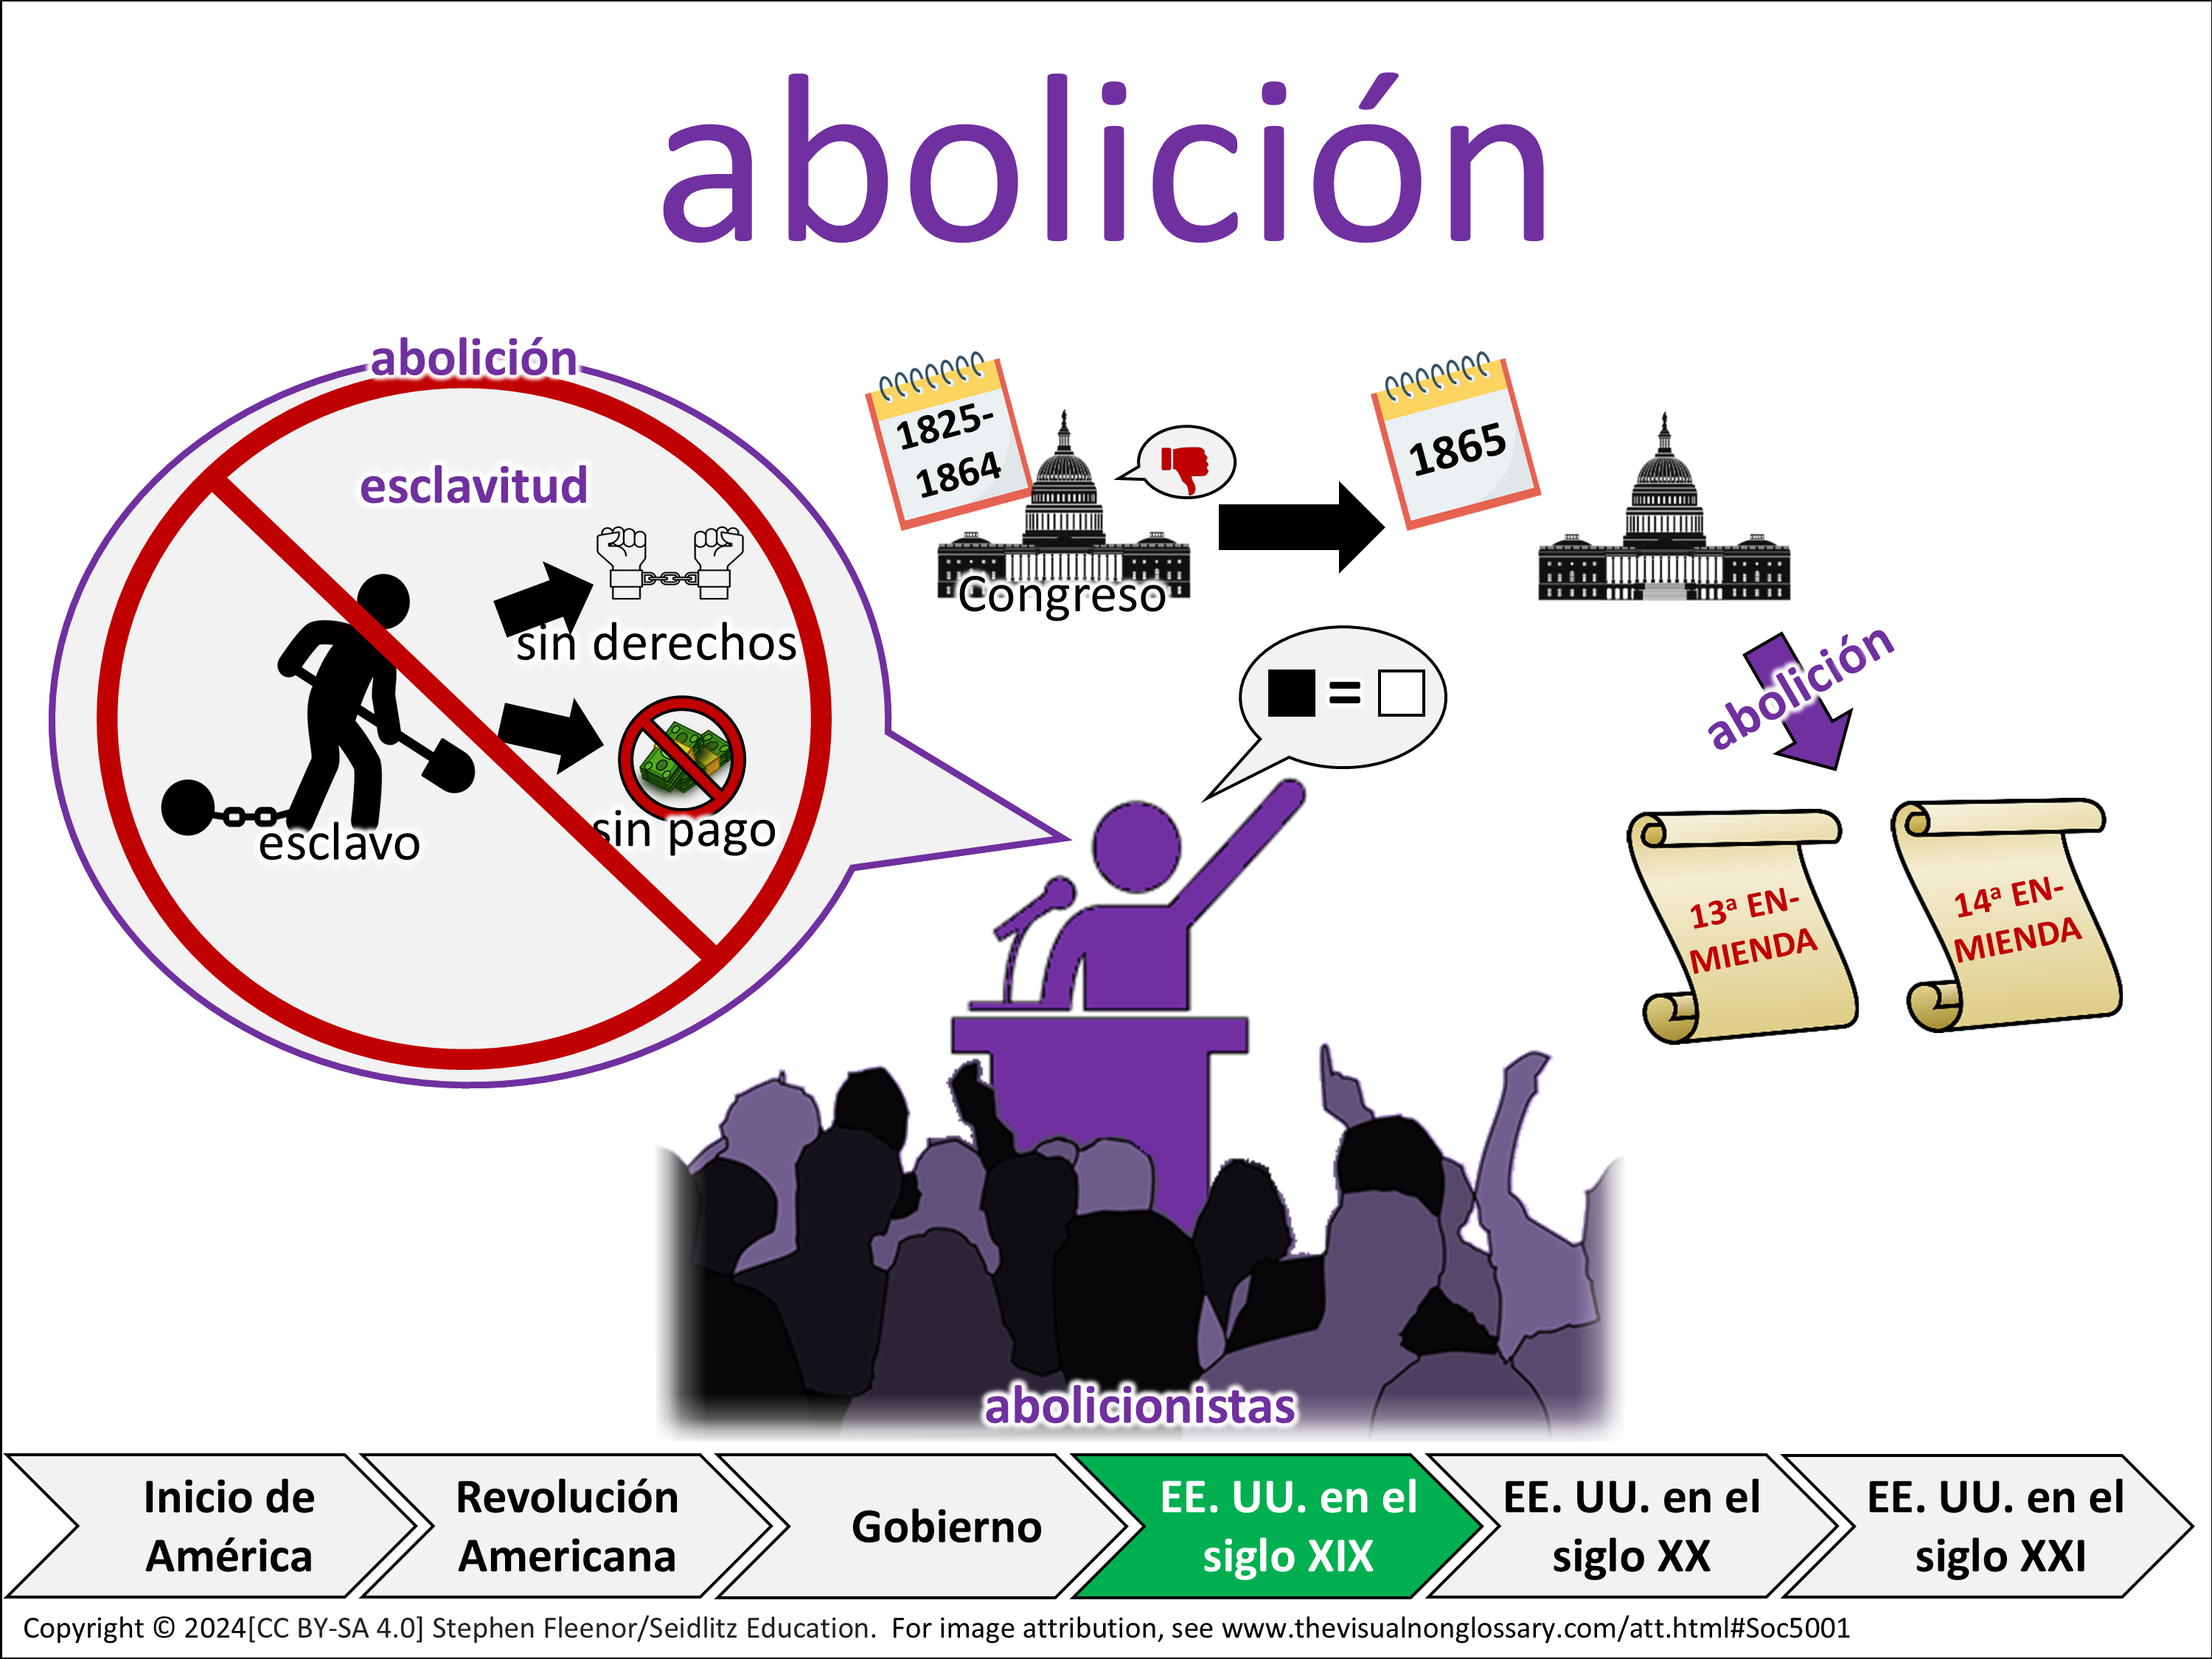 abolición
abolición
esclavitud
sin derechos
sin pago
esclavo
1825-
1864
Congreso
1865
=
abolición
13ª EN-
MIENDA
14ª EN-
MIENDA
abolicionistas
Inicio de
América
Revolución
Americana
Gobierno
EE. UU. en el
siglo XIX
EE. UU. en el
siglo XX
EE. UU. en el
siglo XXI
Copyright © 2024[CC BY-SA 4.0] Stephen Fleenor/Seidlitz Education.  For image attribution, see www.thevisualnonglossary.com/att.html#Soc5001